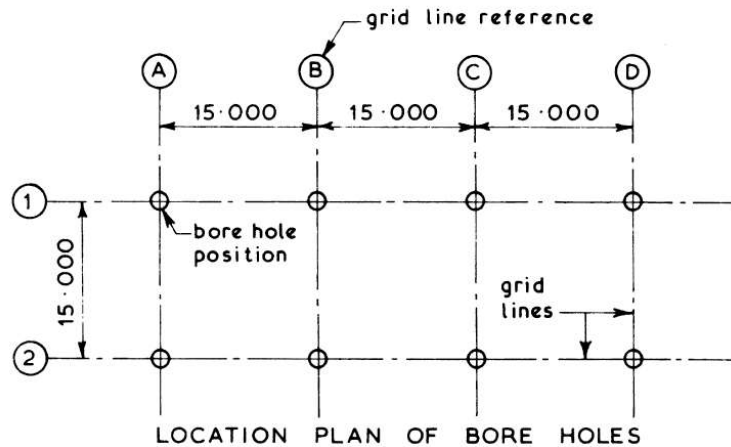 grid line reference
A B C D
15·000 15·000 15·000
1
bore hole
position
15·000
grid
lines
2
LOCATION PLAN OF BORE HOLES